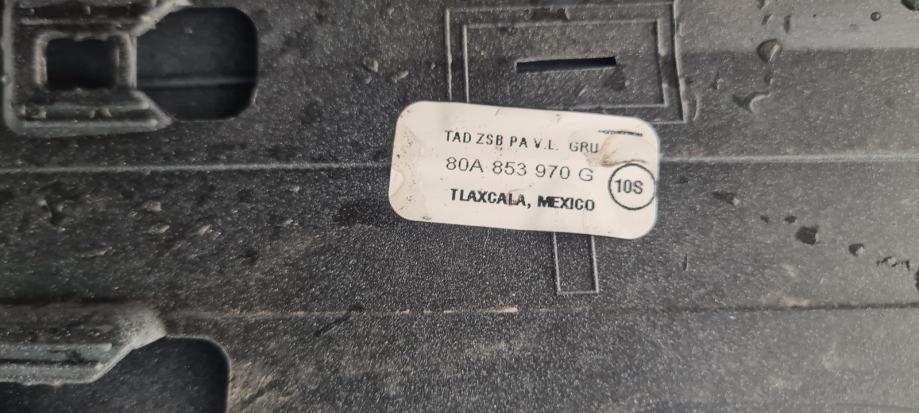 TAD ZSB PA V.L. GRU
80A 853 970 G
10S
TLAXCALA, MEXICO